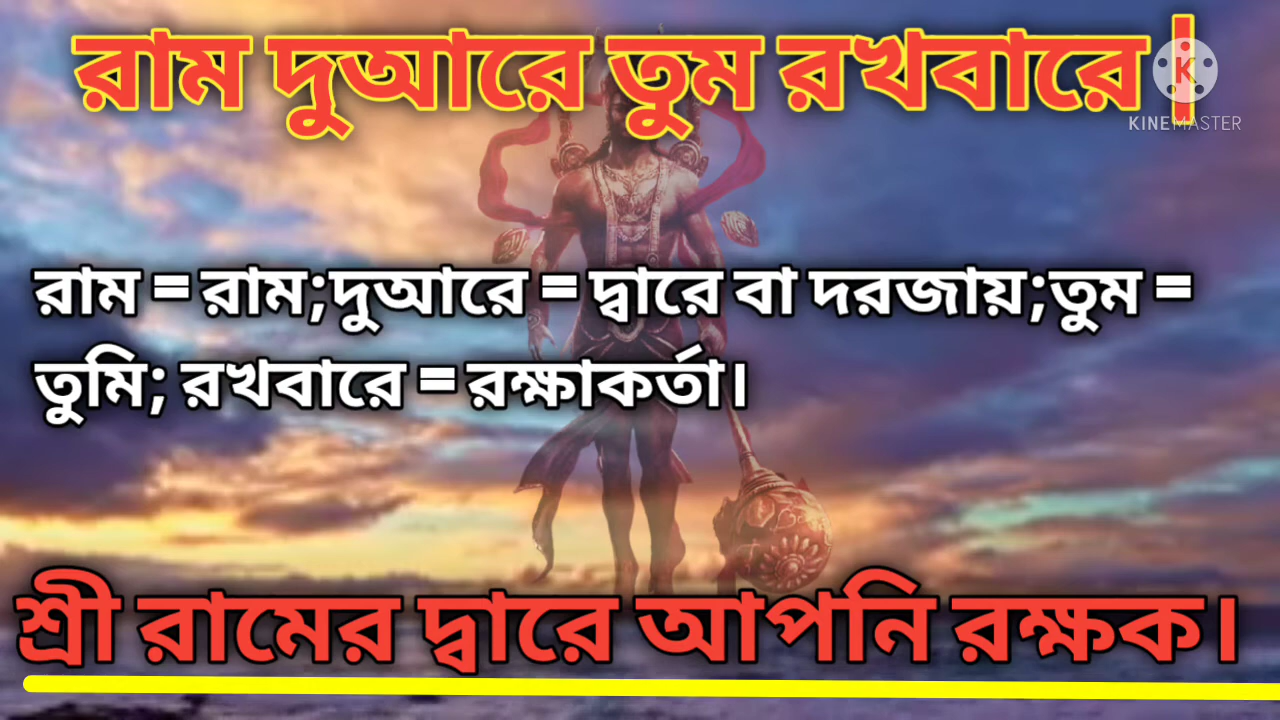 রাম দুআরে তুম রখবারে|
KINEMASTER
রাম = রাম;দুআরে = দ্বারে বা দরজায়;তুম =
তুমি; রখবারে = রক্ষাকর্তা।
শ্রী রামের দ্বারে আপনি রক্ষক।